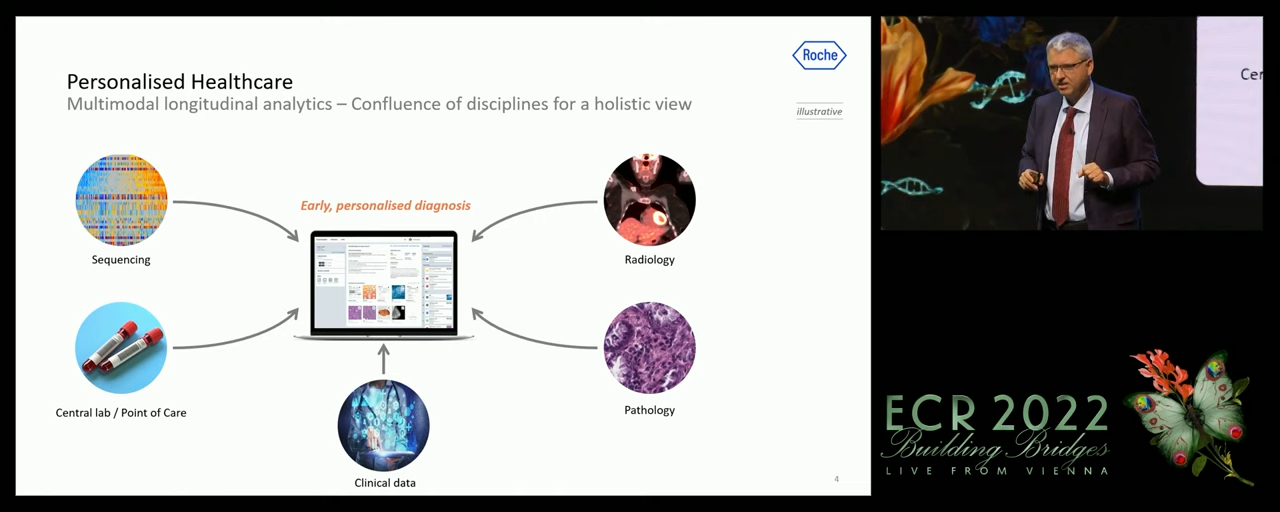 Roche
Personalised Healthcare
Multimodal longitudinal analytics – Confluence of disciplines for a holistic view
illustrative
Early, personalised diagnosis
Sequencing
Radiology
Central lab / Point of Care
Pathology
Clinical data
4
Cer
ECR 2022
Building Bridges
LIVE FROM VIENNA